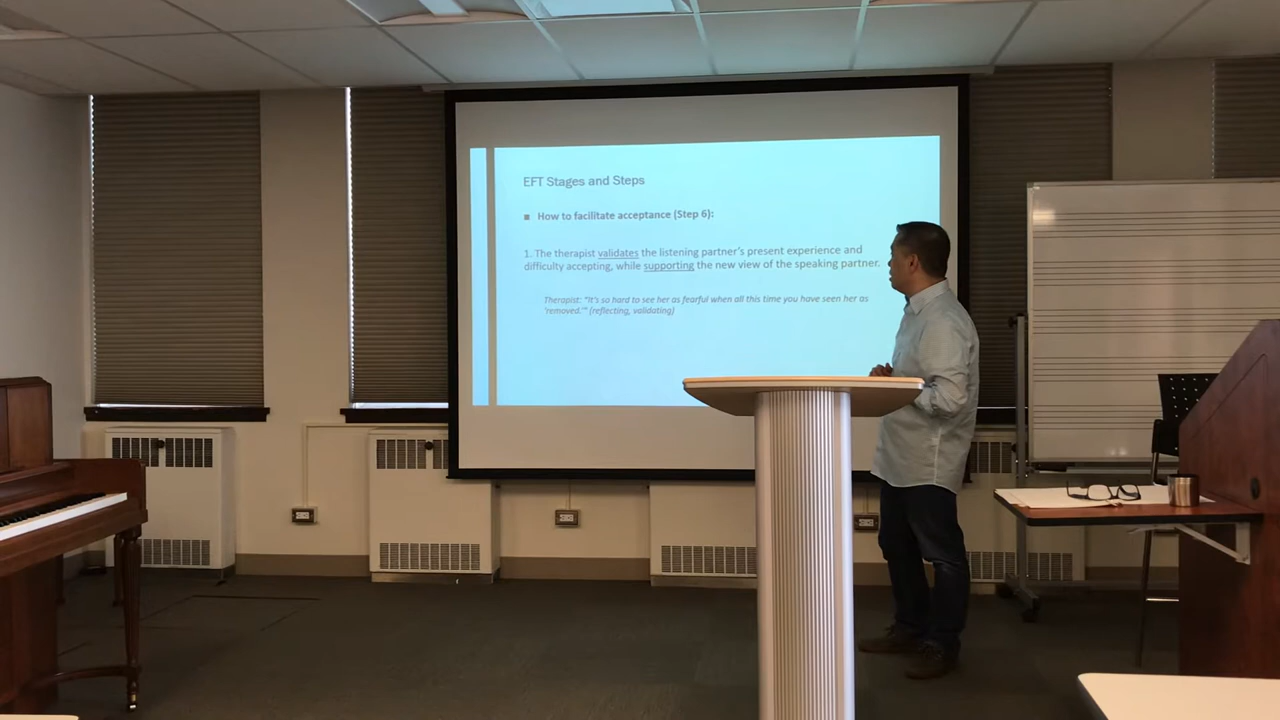 EFT Stages and Steps
■ How to facilitate acceptance (Step 6):
1. The therapist validates the listening partner's present experience and
difficulty accepting, while supporting the new view of the speaking partner.
Therapist: "It's so hard to see her as fearful when all this time you have seen her as
'removed.'" (reflecting, validating)